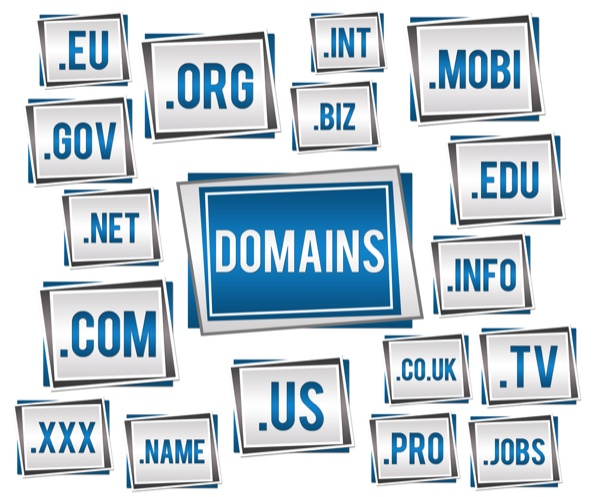 .EU
.ORG
.INT
.MOBI
.GOV
.BIZ
.EDU
.NET
DOMAINS
.INFO
.COM
.CO.UK
.TV
.US
.XXX
.NAME
.PRO
.JOBS